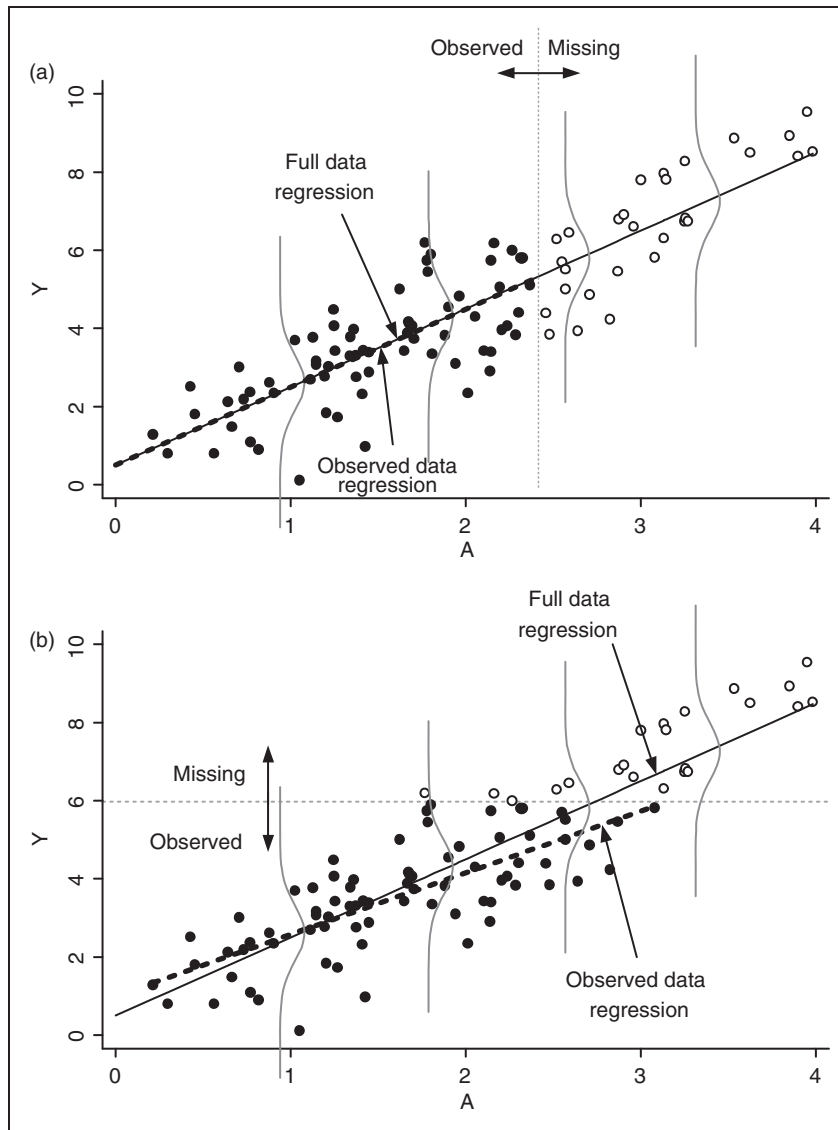 (a)
Observed Missing
10
8
6
4
2
0
Y
Full data
regression
Observed data
regression
0 1 2 3 4
A
(b)
10
8
6
4
2
0
Y
Full data
regression
Missing
Observed
Observed data
regression
0 1 2 3 4
A